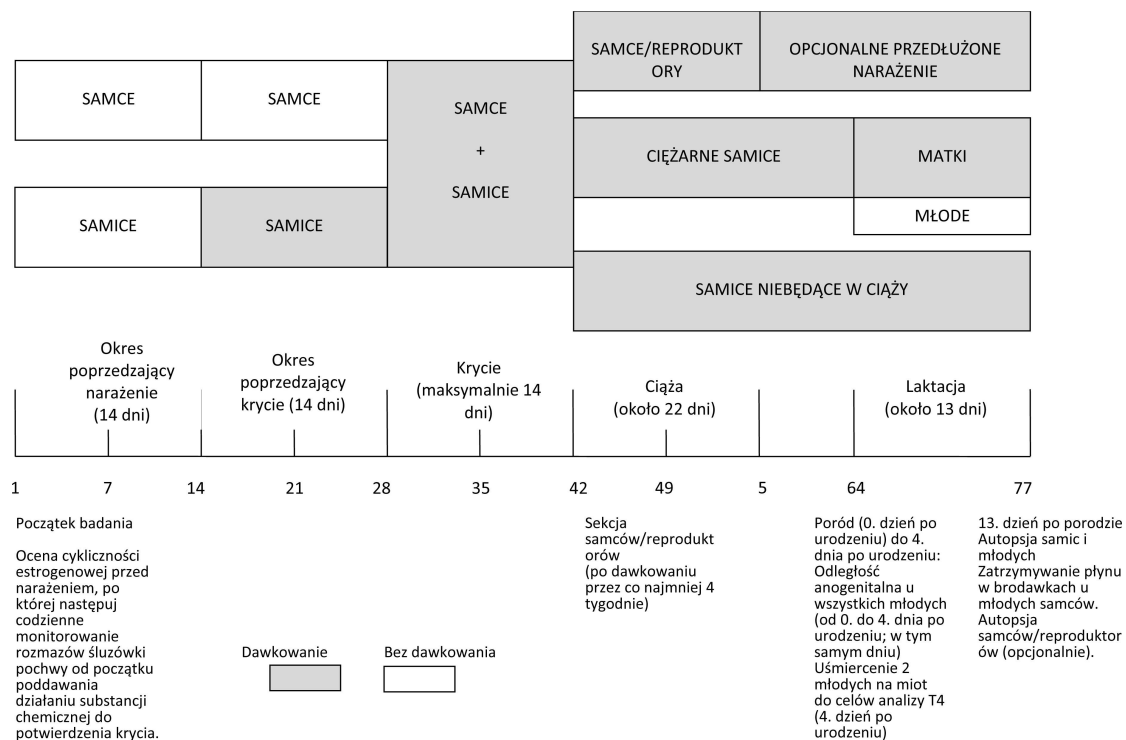 SAMCE/REPRODUKT
ORY
OPCJONALNE PRZEDŁUŻONE
NARAŻENIE
SAMCE
SAMCE
SAMCE
+
SAMICE
CIĘŻARNE SAMICE
MATKI
MŁODE
SAMICE
SAMICE
SAMICE NIEBĘDĄCE W CIĄŻY
Okres
poprzedzający
narażenie
(14 dni)
Okres
poprzedzający
krycie (14 dni)
Krycie
(maksymalnie 14
dni)
Ciąża
(około 22 dni)
Laktacja
(około 13 dni)
1
7
14
21
28
35
42
49
5
64
77
Początek badania
Ocena cykliczności
estrogenowej przed
narażeniem, po
której następuj
codzienne
monitorowanie
rozmazów śluzówki
pochwy od początku
poddawania
działaniu substancji
chemicznej do
potwierdzenia krycia.
Dawkowanie
Bez dawkowania
Sekcja
samców/reprodukt
orów
(po dawkowaniu
przez co najmniej 4
tygodnie)
Poród (0. dzień po
urodzeniu) do 4.
dnia po urodzeniu:
Odległość
anogenitalna u
wszystkich młodych
(od 0. do 4. dnia po
urodzeniu; w tym
samym dniu)
Uśmiercenie 2
młodych na miot
do celów analizy T4
(4. dzień po
urodzeniu)
13. dzień po porodzie
Autopsja samic i
młodych
Zatrzymywanie płynu
w brodawkach u
młodych samców.
Autopsja
samców/reproduktor
ów (opcjonalnie).